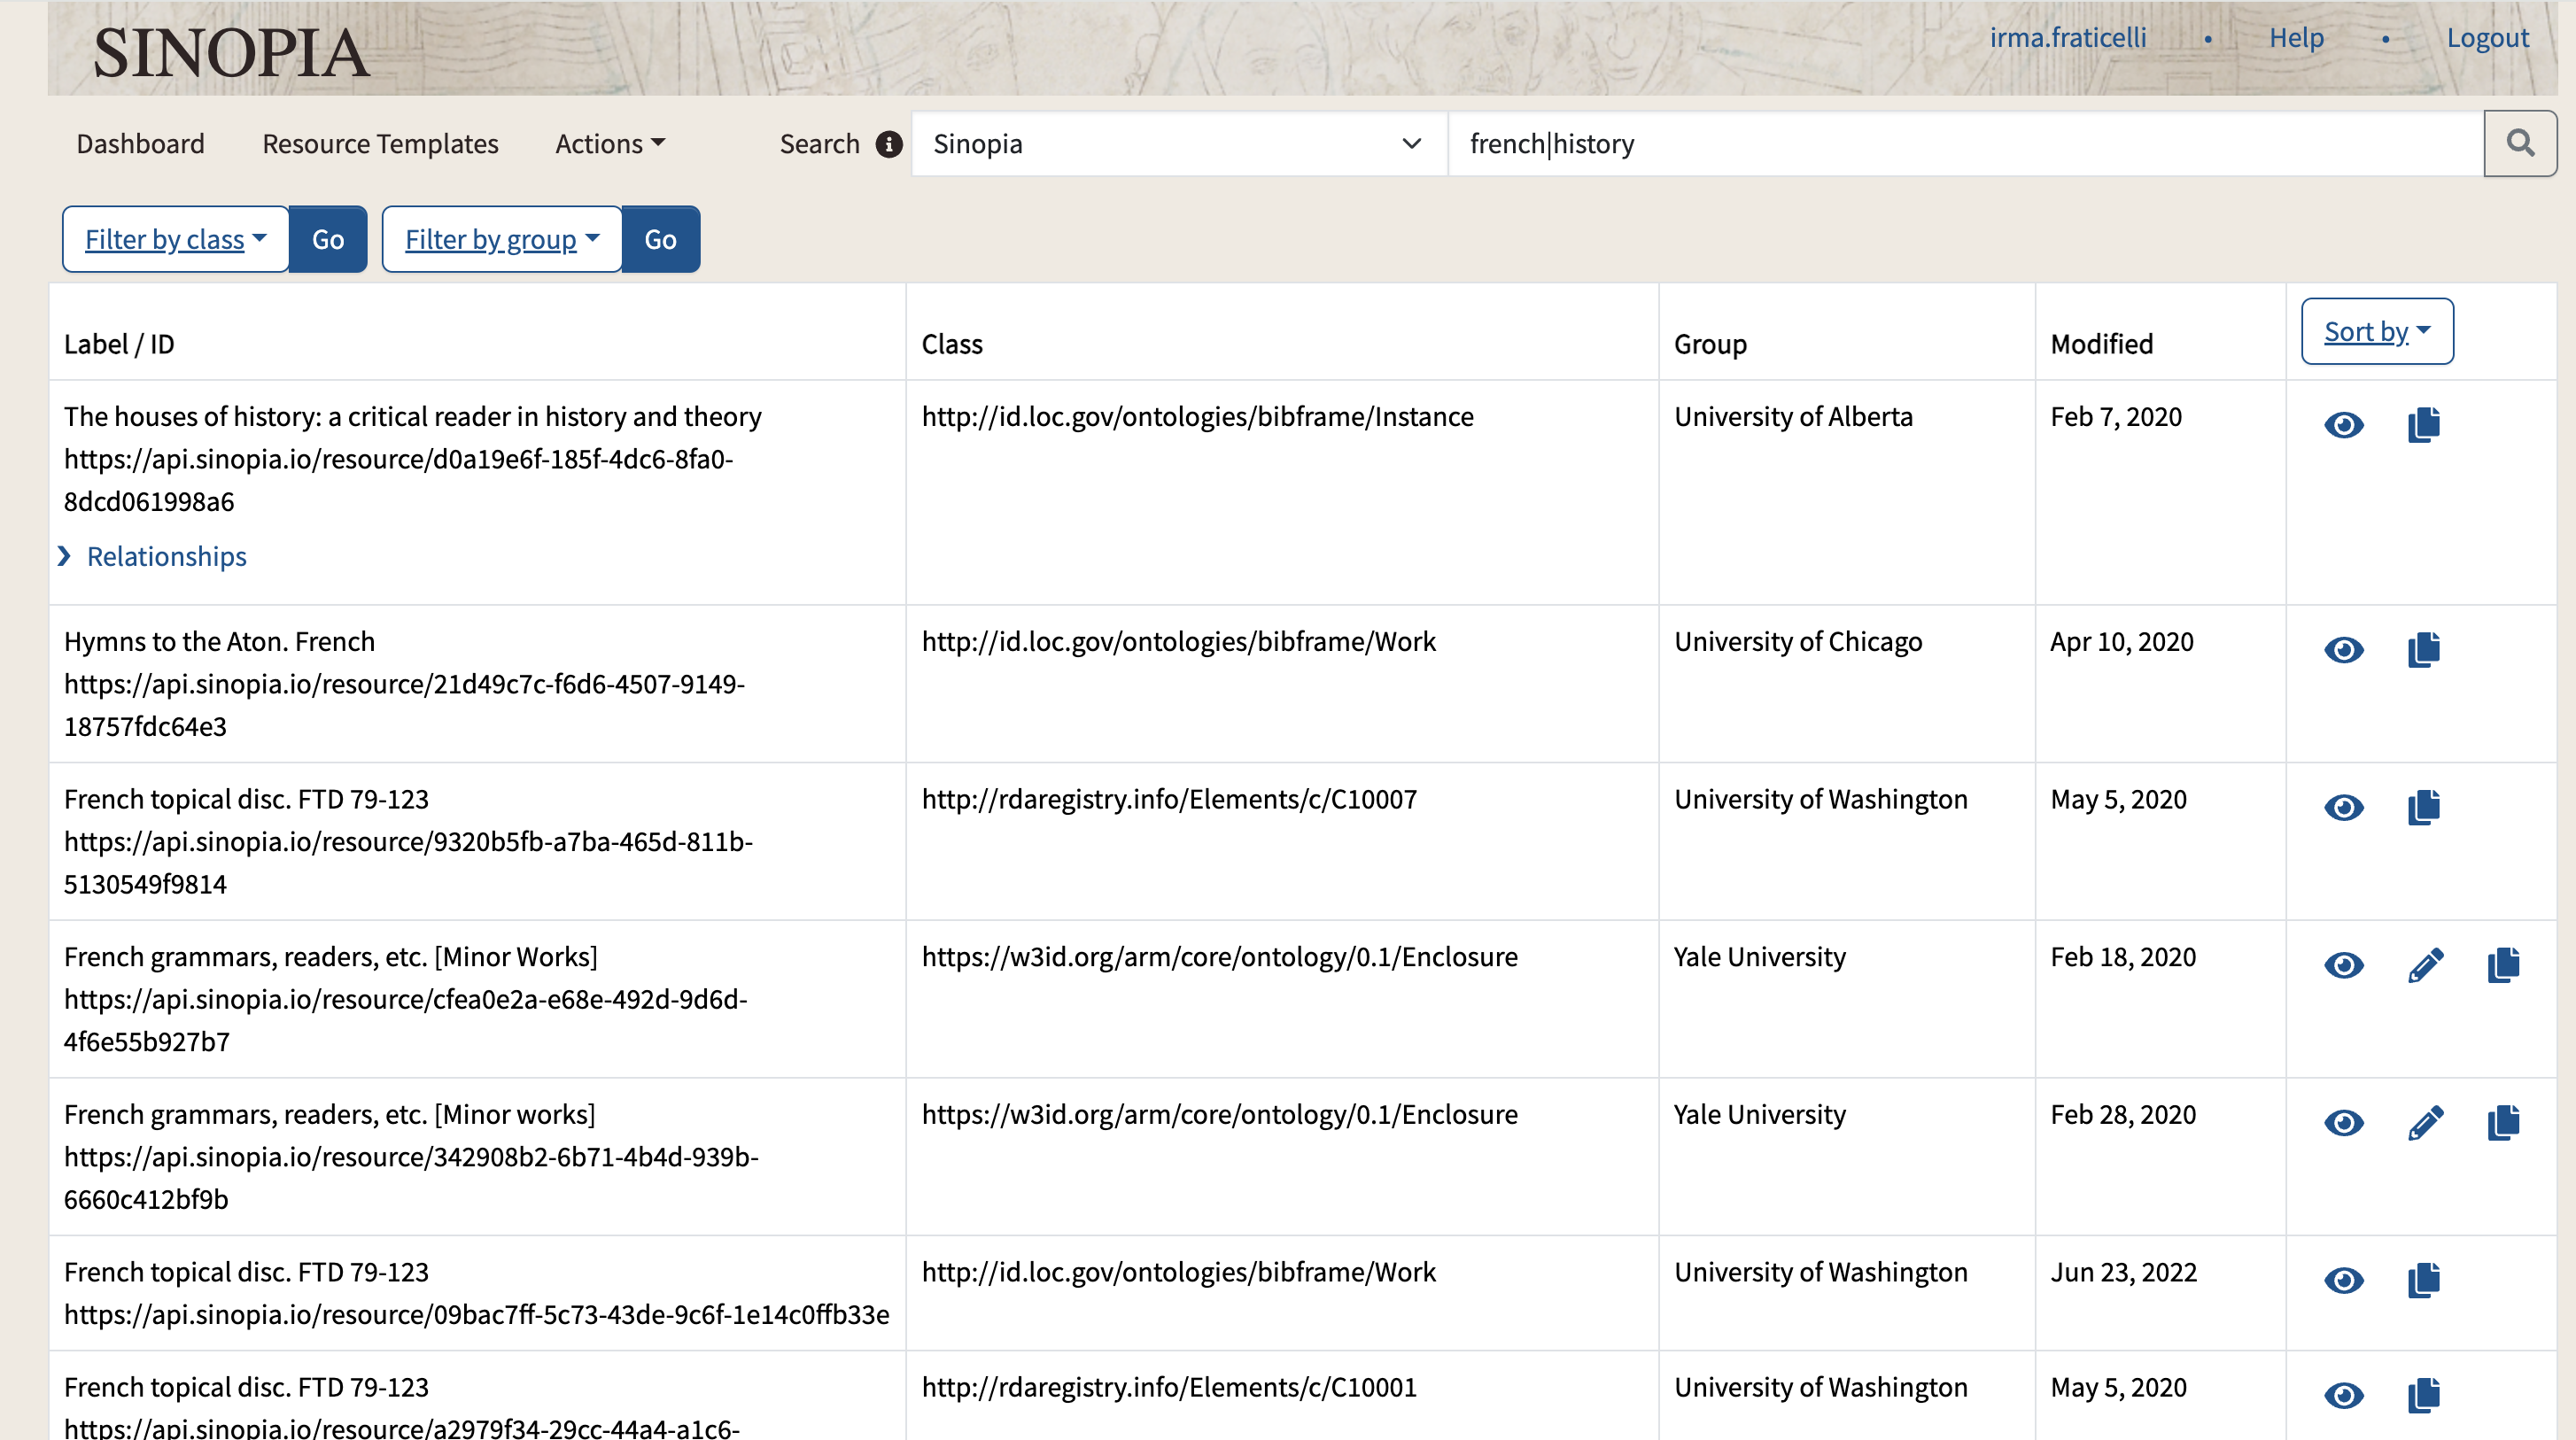 SINOPIA
irma.fraticelli • Help • Logout
Dashboard Resource Templates Actions Search Sinopia french|history
Filter by class Go Filter by group Go
Label / ID Class Group Modified Sort by
The houses of history: a critical reader in history and theory http://id.loc.gov/ontologies/bibframe/Instance University of Alberta Feb 7, 2020
https://api.sinopia.io/resource/d0a19e6f-185f-4dc6-8fa0-
8dcd061998a6
Relationships
Hymns to the Aton. French http://id.loc.gov/ontologies/bibframe/Work University of Chicago Apr 10, 2020
https://api.sinopia.io/resource/21d49c7c-f6d6-4507-9149-
18757fdc64e3
French topical disc. FTD 79-123 http://rdaregistry.info/Elements/c/C10007 University of Washington May 5, 2020
https://api.sinopia.io/resource/9320b5fb-a7ba-465d-811b-
5130549f9814
French grammars, readers, etc. [Minor Works] https://w3id.org/arm/core/ontology/0.1/Enclosure Yale University Feb 18, 2020
https://api.sinopia.io/resource/cfea0e2a-e68e-492d-9d6d-
4f6e55b927b7
French grammars, readers, etc. [Minor works] https://w3id.org/arm/core/ontology/0.1/Enclosure Yale University Feb 28, 2020
https://api.sinopia.io/resource/342908b2-6b71-4b4d-939b-
6660c412bf9b
French topical disc. FTD 79-123 http://id.loc.gov/ontologies/bibframe/Work University of Washington Jun 23, 2022
https://api.sinopia.io/resource/09bac7ff-5c73-43de-9c6f-1e14c0ffb33e
French topical disc. FTD 79-123 http://rdaregistry.info/Elements/c/C10001 University of Washington May 5, 2020
https://api.sinopia.io/resource/a2979f34-29cc-44a4-a1c6-